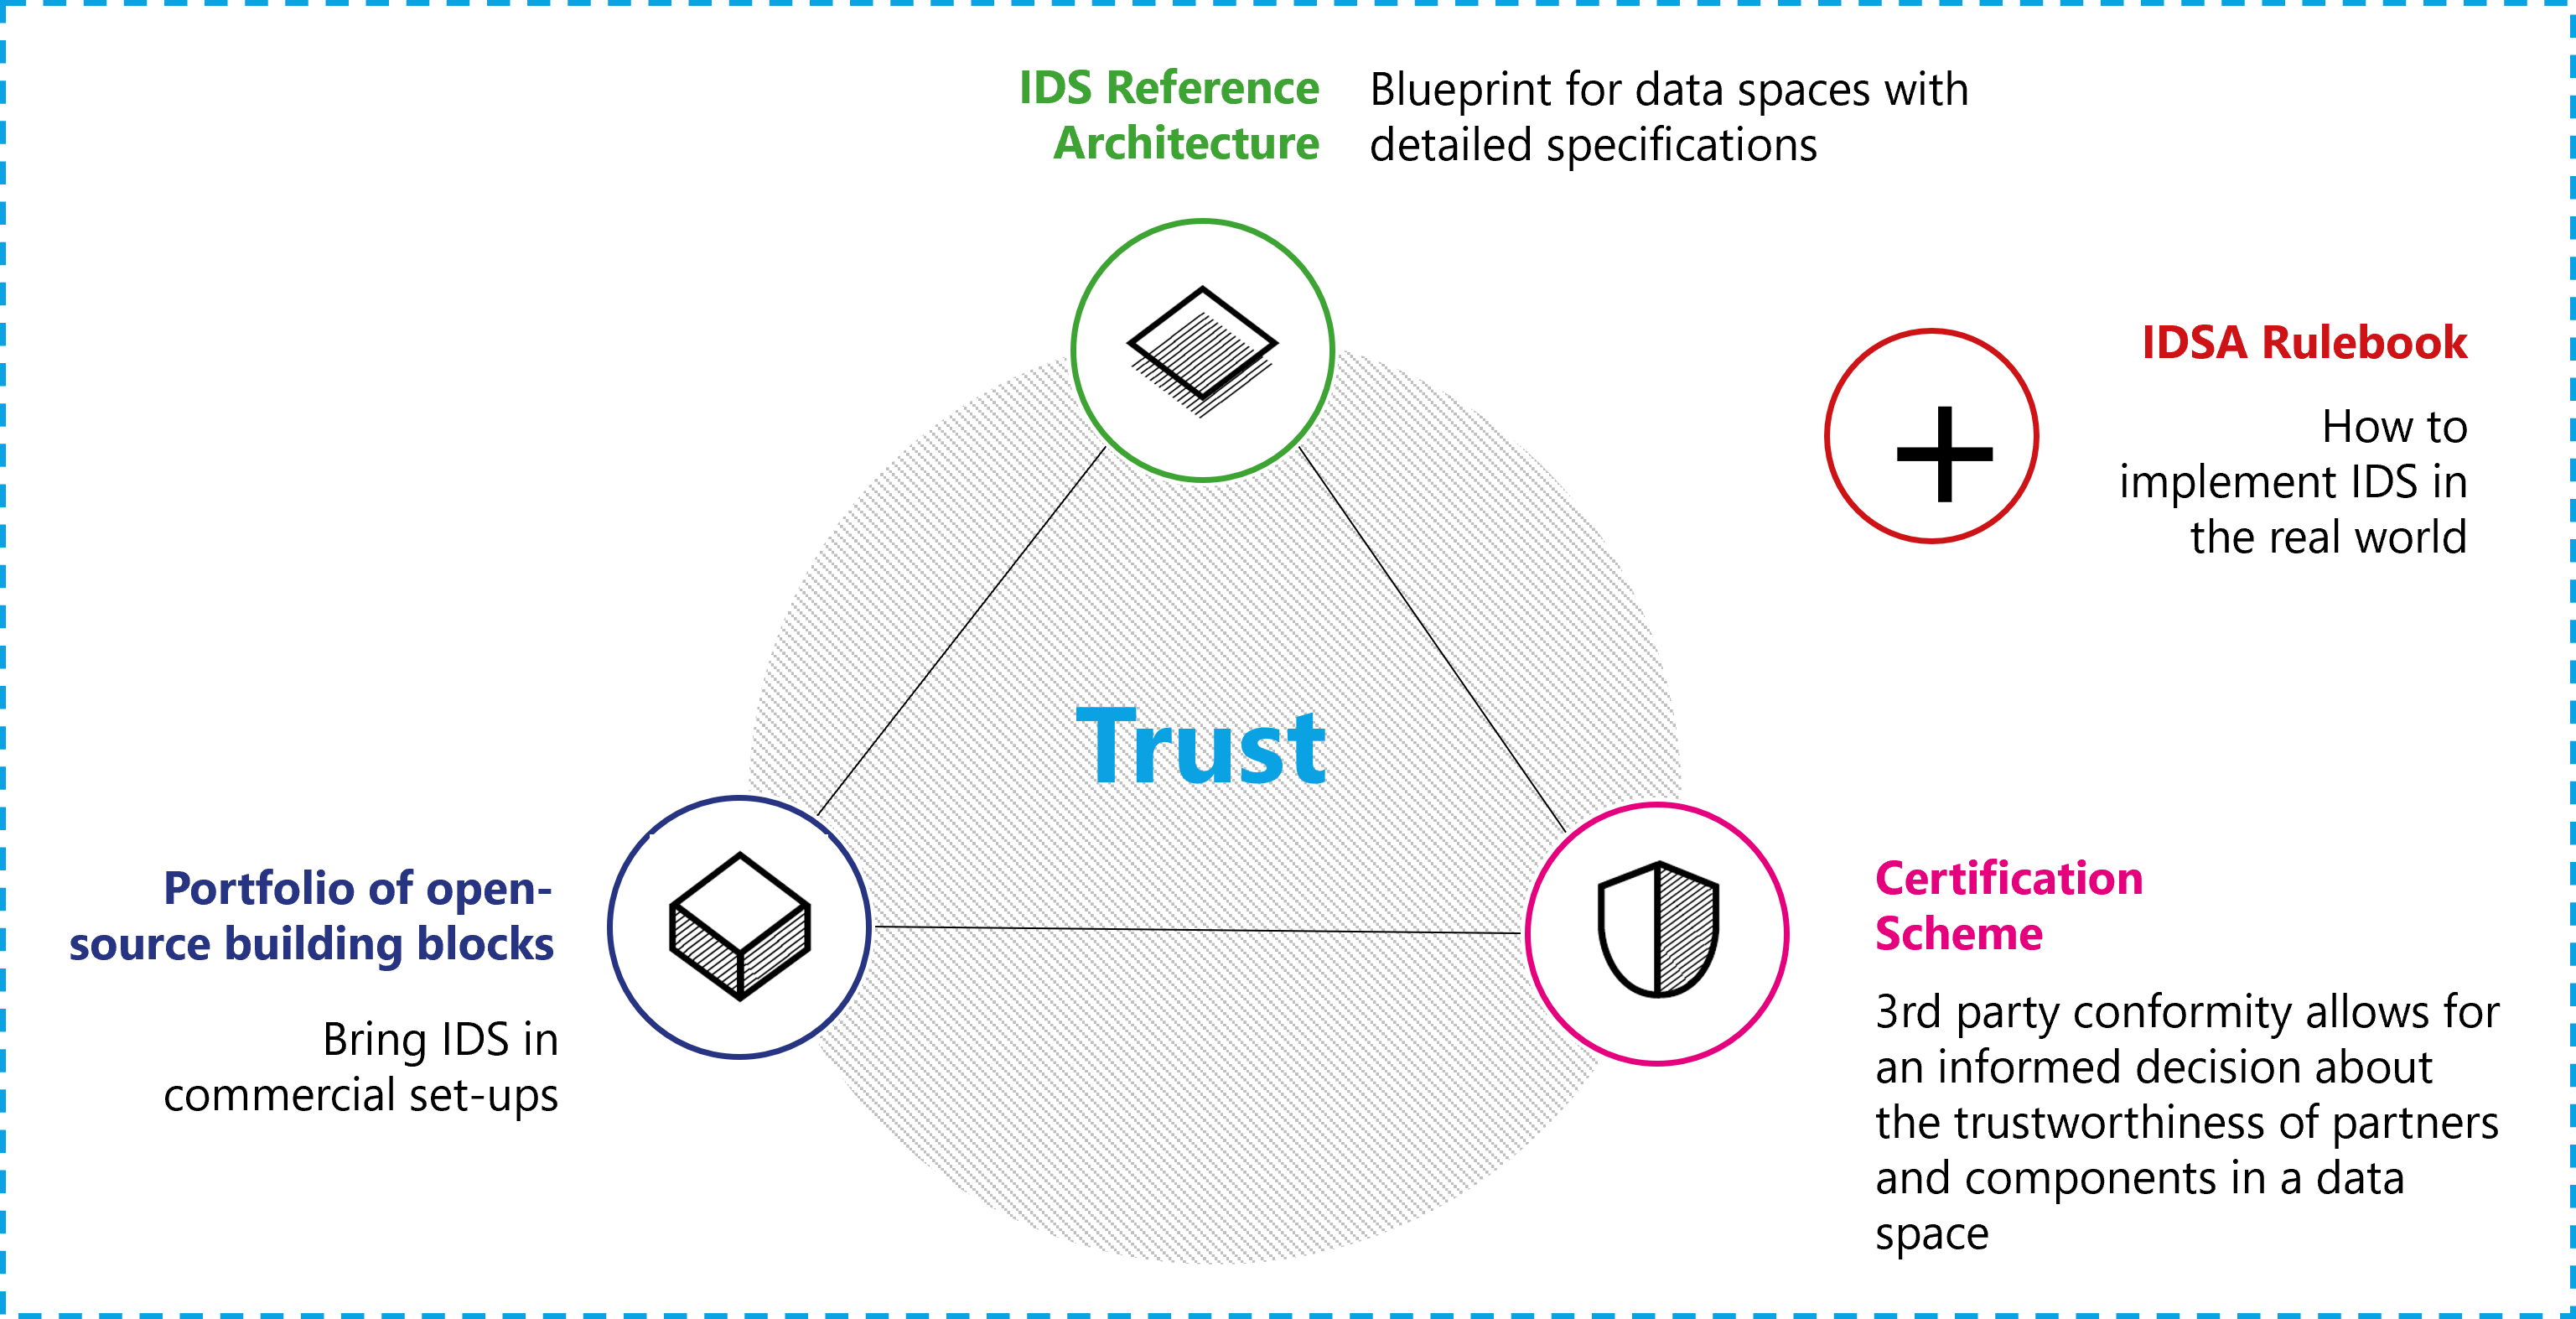 IDS Reference
Architecture
Blueprint for data spaces with
detailed specifications
IDSA Rulebook
How to
implement IDS in
the real world
Trust
Portfolio of open-
source building blocks
Bring IDS in
commercial set-ups
Certification
Scheme
3rd party conformity allows for
an informed decision about
the trustworthiness of partners
and components in a data
space